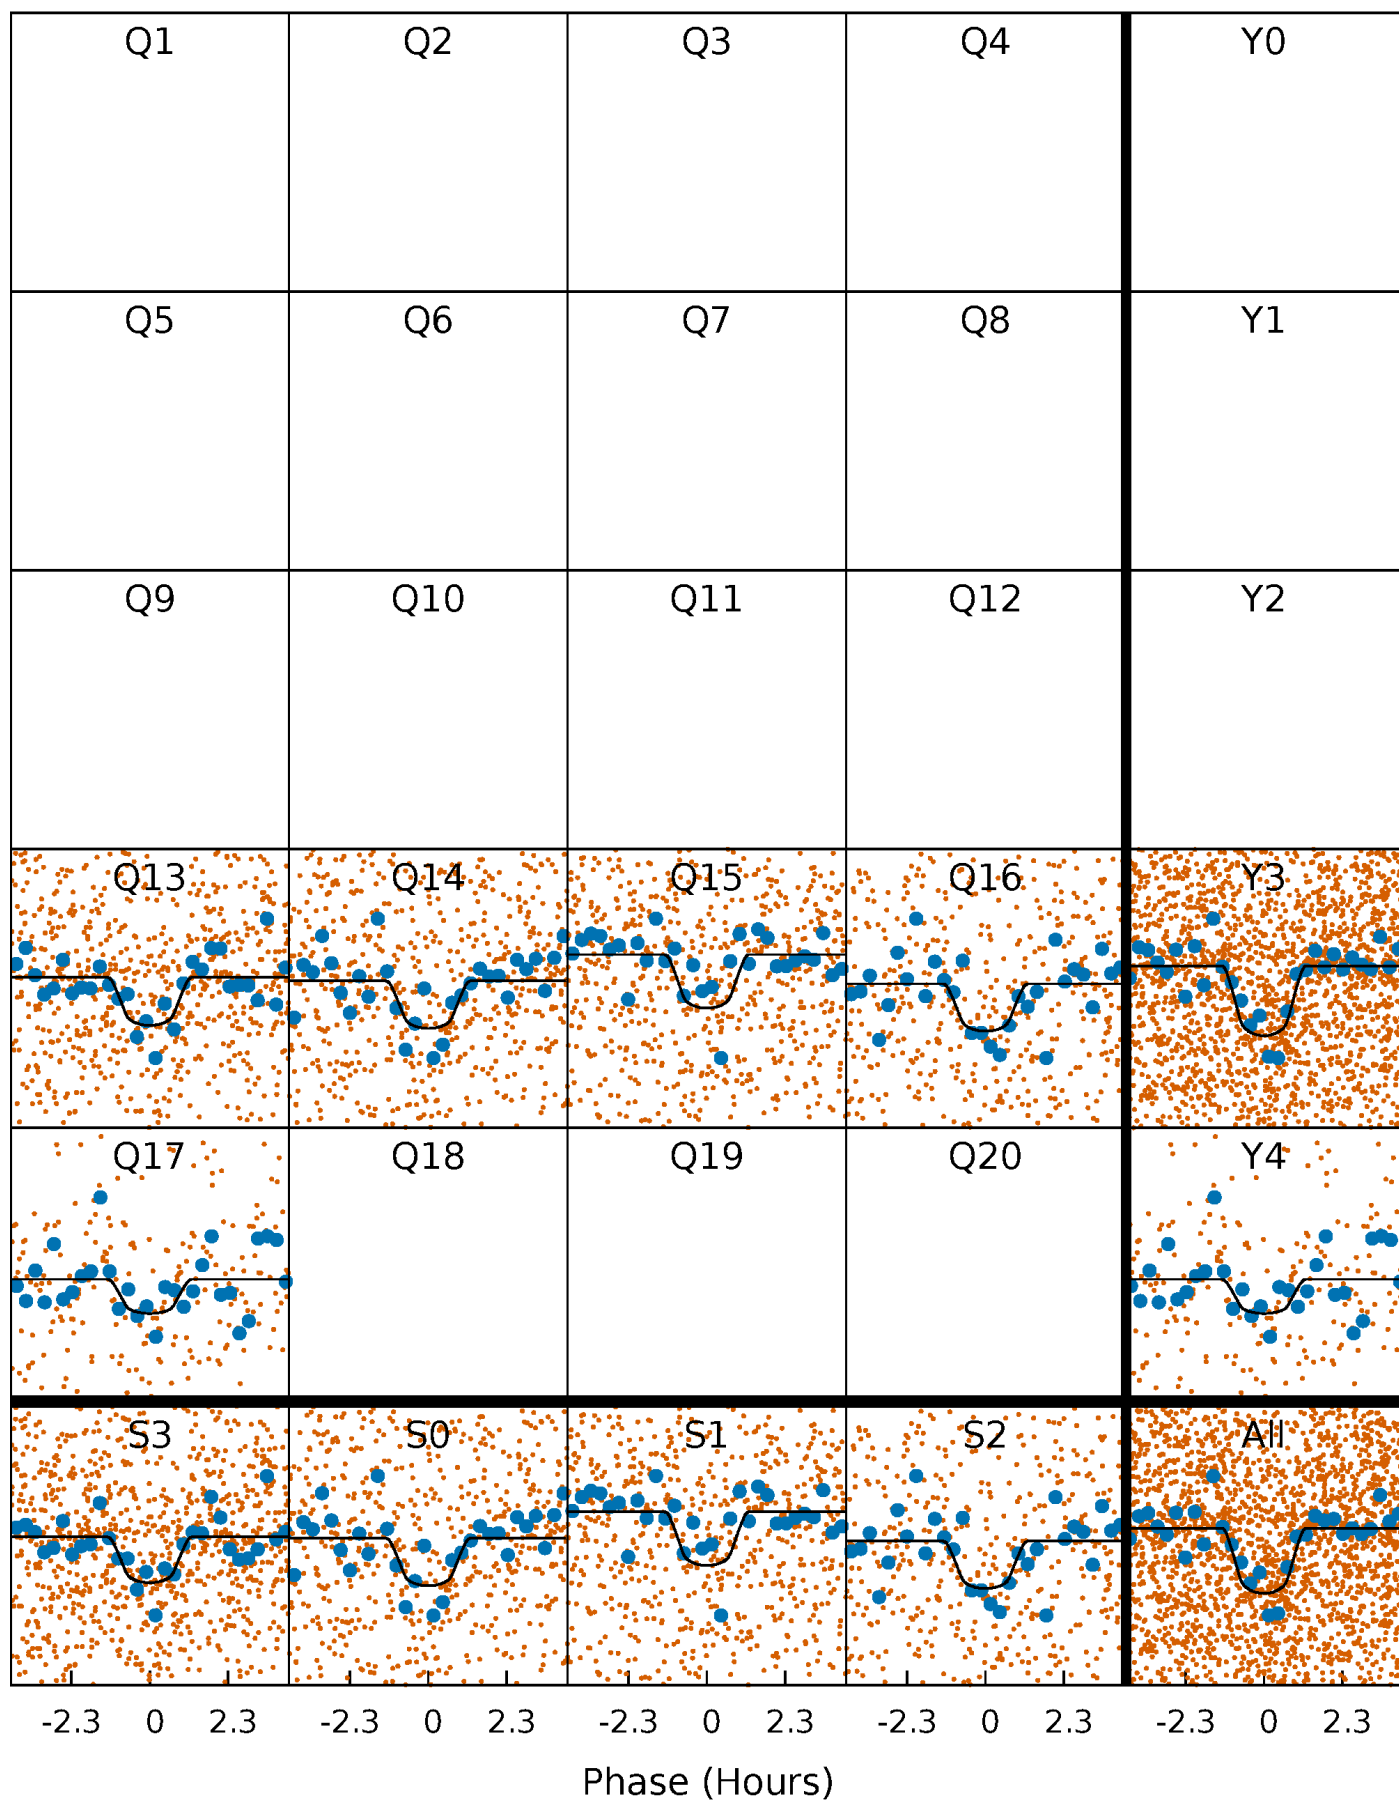 Q1 Q2 Q3 Q4 Y0
Q5 Q6 Q7 Q8 Y1
Q9 Q10 Q11 Q12 Y2
Q13 Q14 Q15 Q16 Y3
Q17 Q18 Q19 Q20 Y4
S3 S0 S1 S2 All
-2.3 0 2.3 -2.3 0 2.3 -2.3 0 2.3 -2.3 0 2.3 -2.3 0 2.3
Phase (Hours)